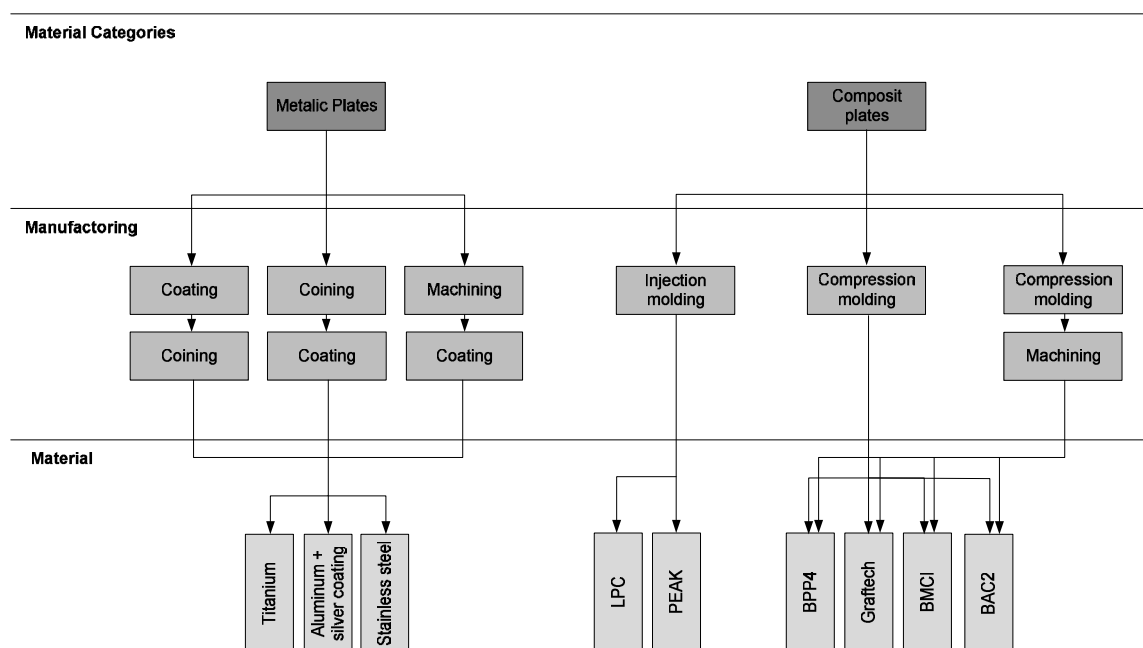 Material Categories
Metalic Plates
Composit
plates
Manufactoring
Coating
Coining
Machining
Injection
molding
Compression
molding
Compression
molding
Coining
Coating
Coating
Machining
Material
Titanium
Aluminum +
silver coating
Stainless steel
LPC
PEAK
BPP4
Graftech
BMCI
BAC2